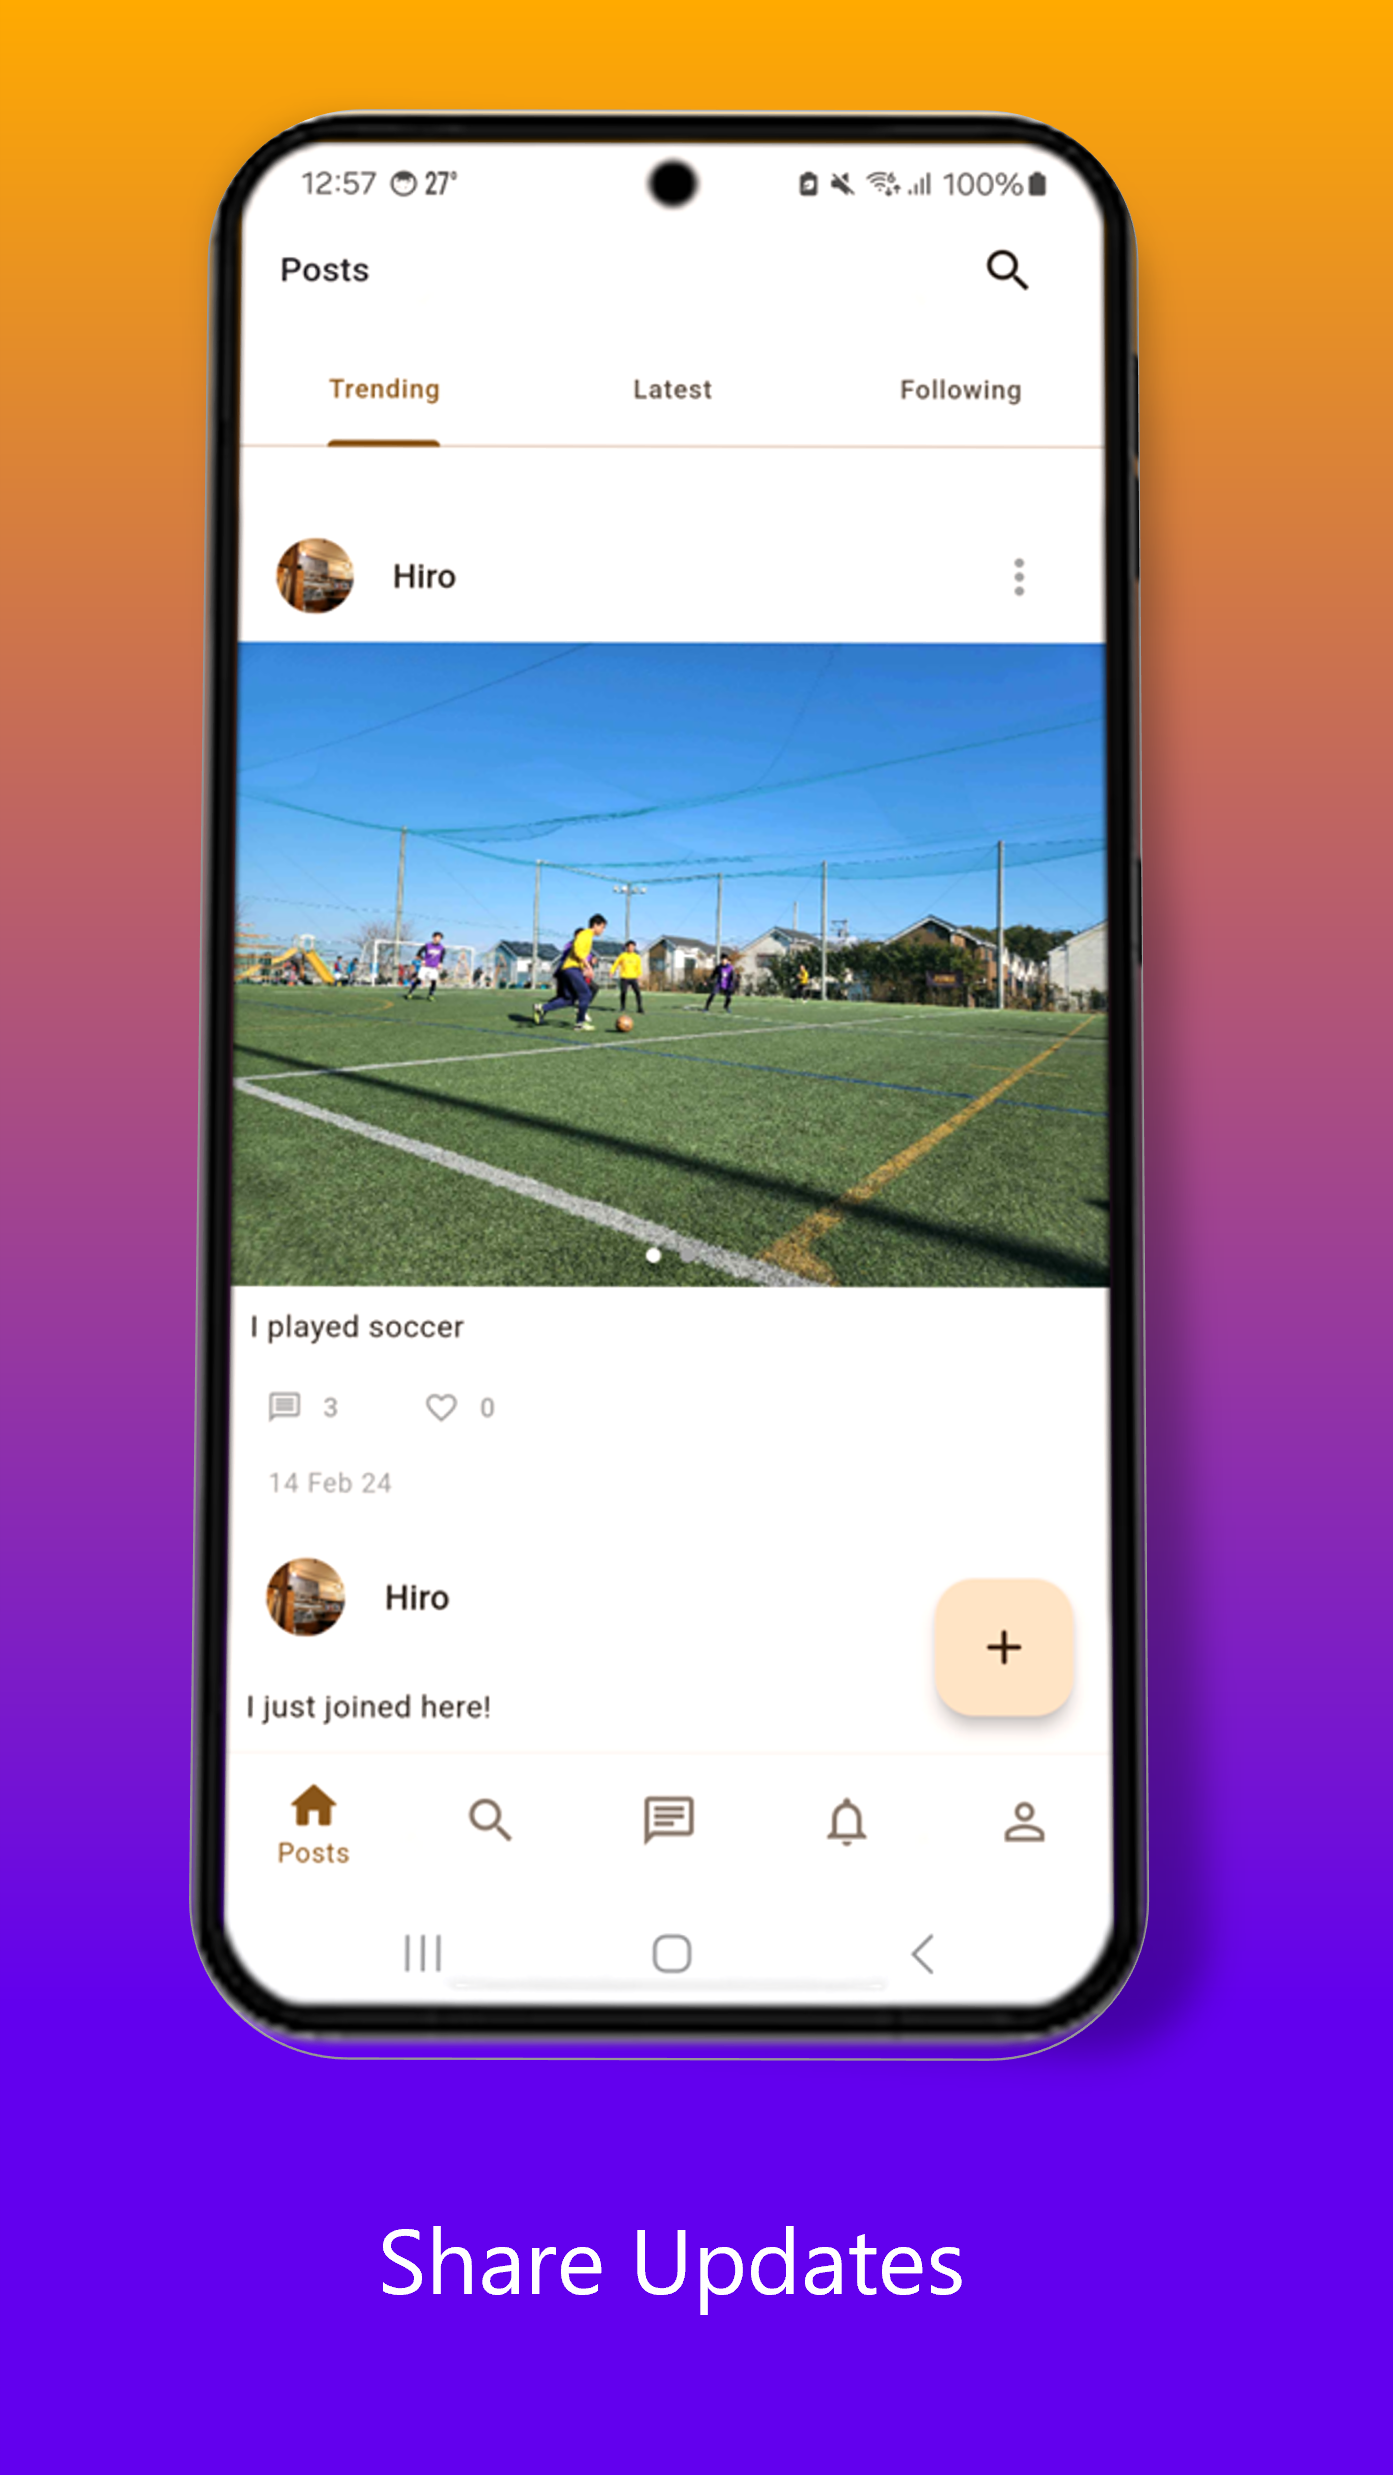 12:57 27°
100%
Posts
Trending Latest Following
Hiro
I played soccer
3 0
14 Feb 24
Hiro
I just joined here!
Posts
Share Updates